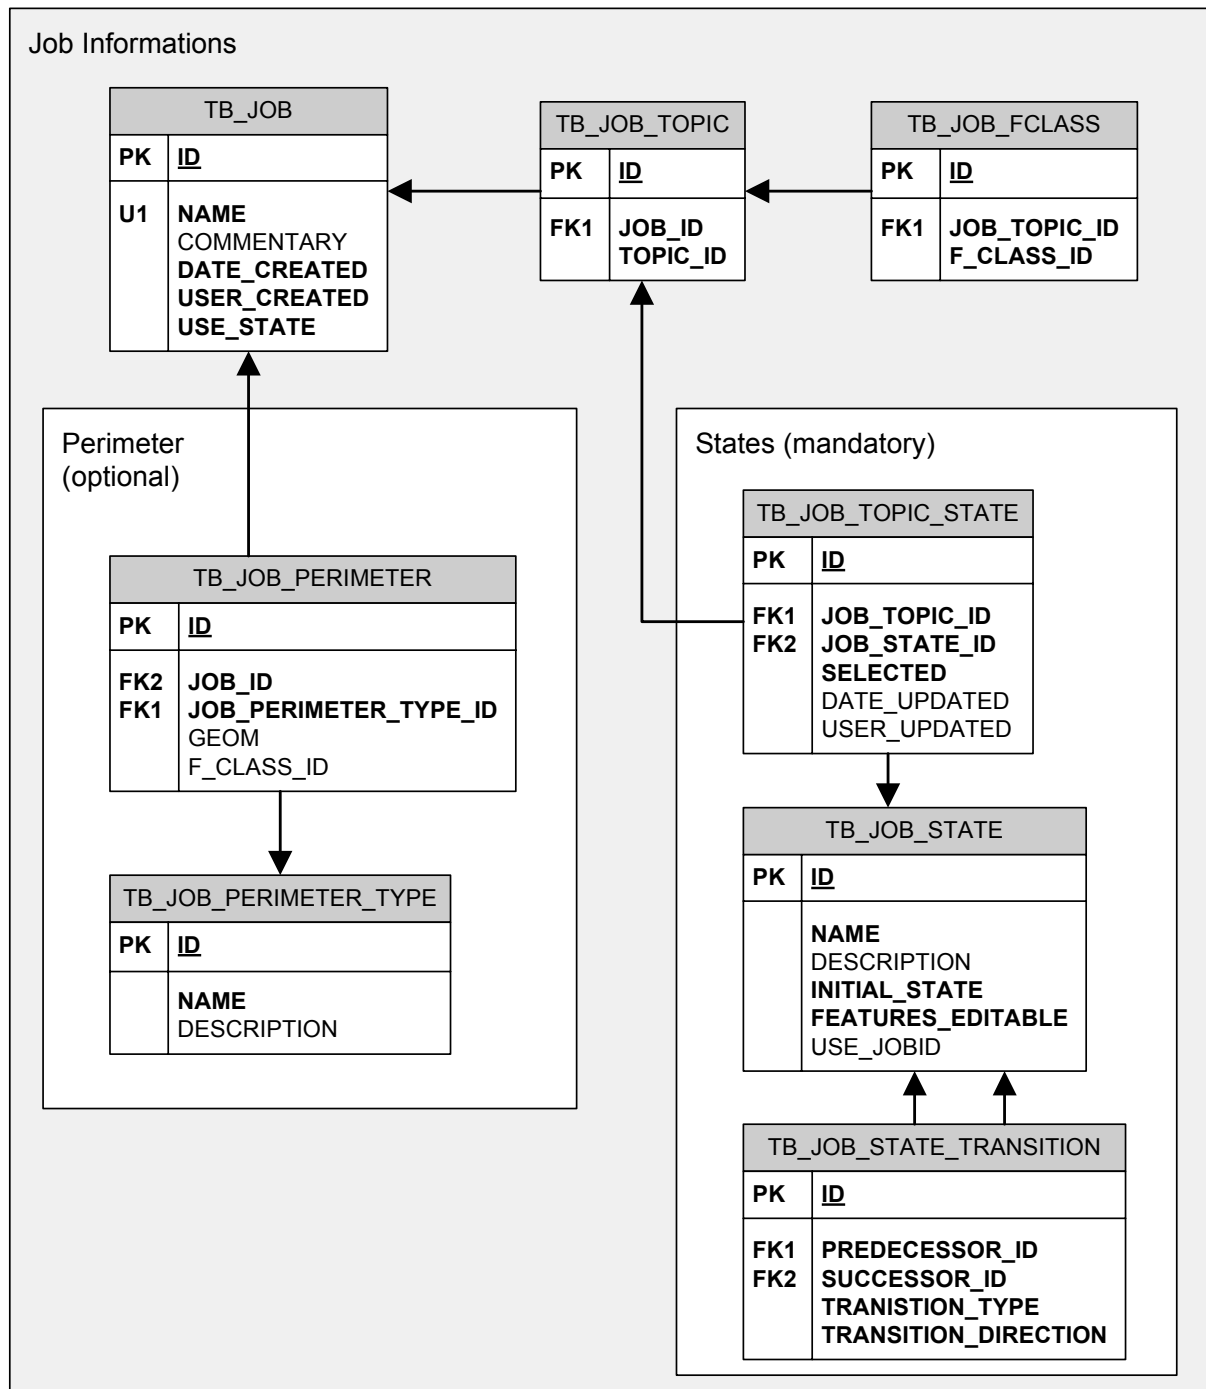 Job Informations
TB_JOB
PK ID
U1 NAME
COMMENTARY
DATE_CREATED
USER_CREATED
USE_STATE
TB_JOB_TOPIC
PK ID
FK1 JOB_ID
TOPIC_ID
TB_JOB_FCLASS
PK ID
FK1 JOB_TOPIC_ID
F_CLASS_ID
Perimeter
(optional)
TB_JOB_PERIMETER
PK ID
FK2 JOB_ID
FK1 JOB_PERIMETER_TYPE_ID
GEOM
F_CLASS_ID
TB_JOB_PERIMETER_TYPE
PK ID
NAME
DESCRIPTION
States (mandatory)
TB_JOB_TOPIC_STATE
PK ID
FK1 JOB_TOPIC_ID
FK2 JOB_STATE_ID
SELECTED
DATE_UPDATED
USER_UPDATED
TB_JOB_STATE
PK ID
NAME
DESCRIPTION
INITIAL_STATE
FEATURES_EDITABLE
USE_JOBID
TB_JOB_STATE_TRANSITION
PK ID
FK1 PREDECESSOR_ID
FK2 SUCCESSOR_ID
TRANISTION_TYPE
TRANSITION_DIRECTION